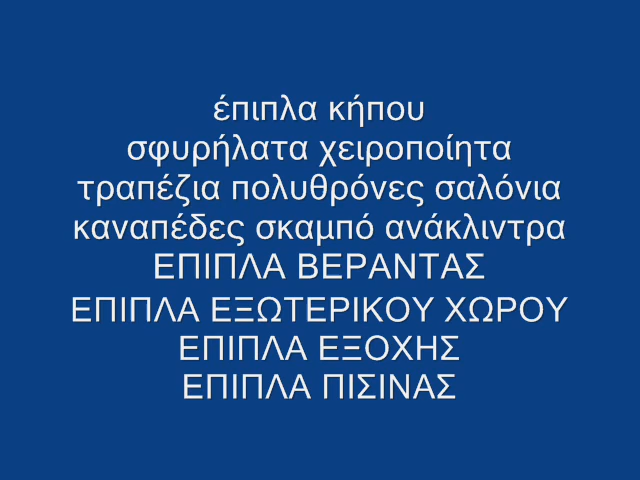 έπιπλα κήπου
σφυρήλατα χειροποίητα
τραπέζια πολυθρόνες σαλόνια
καναπέδες σκαμπό ανάκλιντρα
ΕΠΙΠΛΑ ΒΕΡΑΝΤΑΣ
ΕΠΙΠΛΑ ΕΞΩΤΕΡΙΚΟΥ ΧΩΡΟΥ
ΕΠΙΠΛΑ ΕΞΟΧΗΣ
ΕΠΙΠΛΑ ΠΙΣΙΝΑΣ